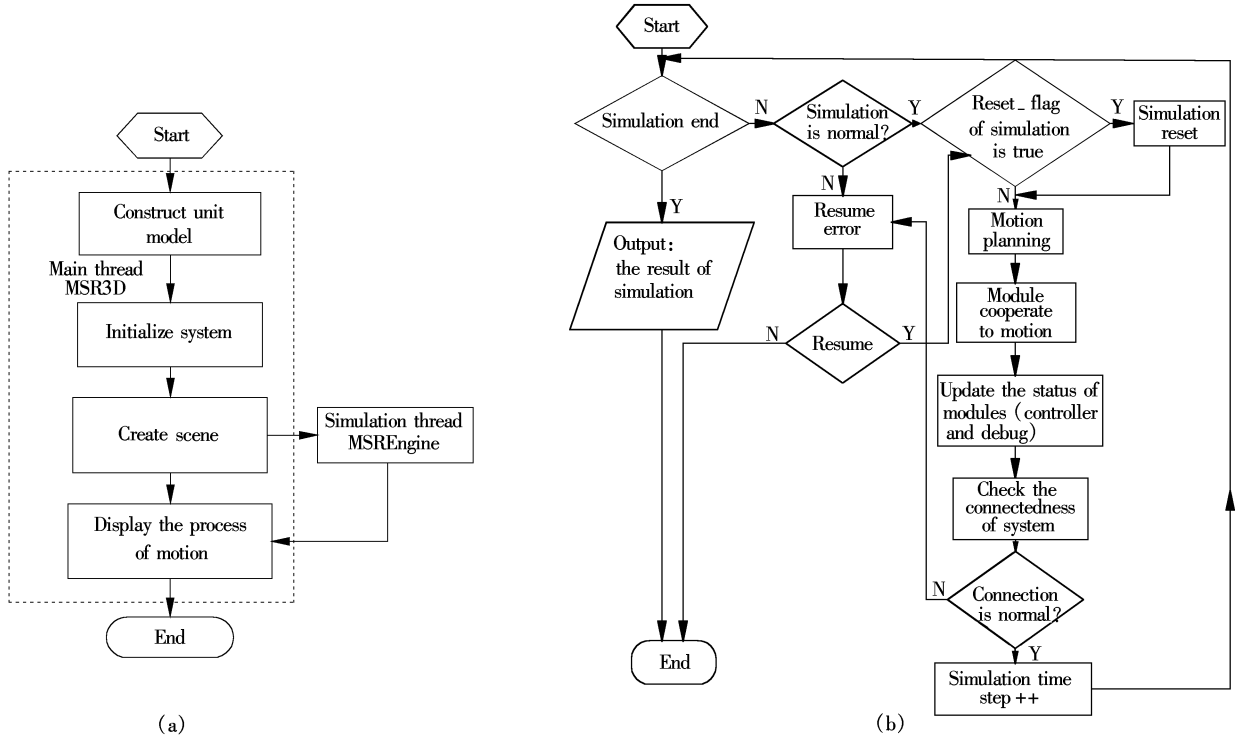 Start
Construct unit
model
Main thread
MSR3D
Initialize system
Create scene
Simulation thread
MSREngine
Display the process
of motion
End
(a)
Start
Simulation end
N
Simulation
is normal?
Y
Reset_ flag
of simulation
is true
Y
Simulation
reset
Y
N
N
Output:
the result of
simulation
Resume
error
Motion
planning
Module
cooperate
to motion
N
Resume
Y
Update the status of
modules (controller
and debug)
Check the
connectedness
of system
N
Connection
is normal?
Y
End
Simulation time
step ++
(b)